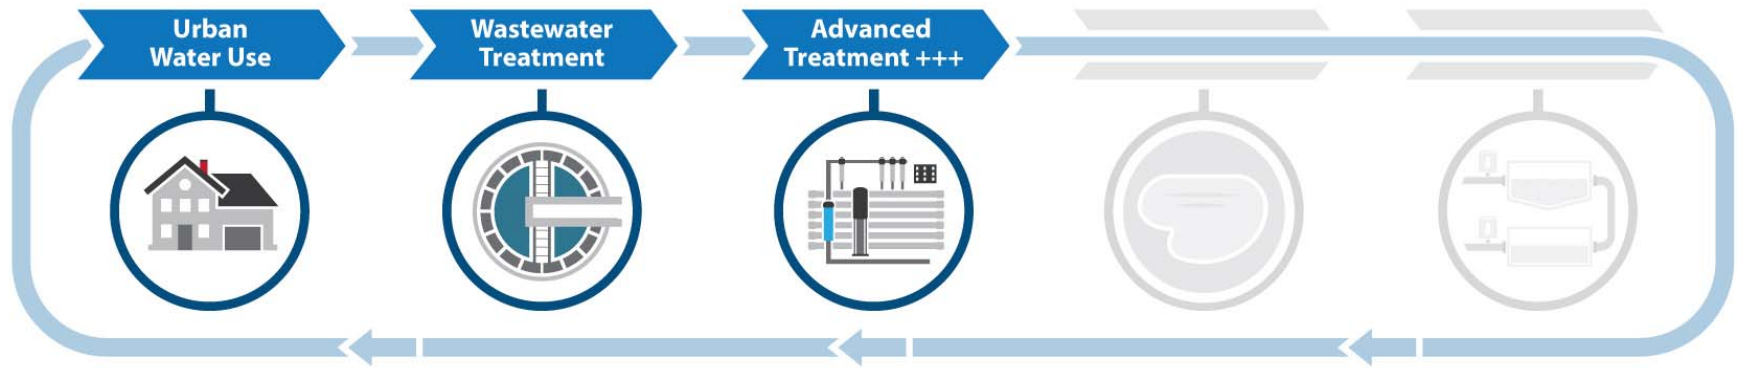 Urban
Water Use
Wastewater
Treatment
Advanced
Treatment +++